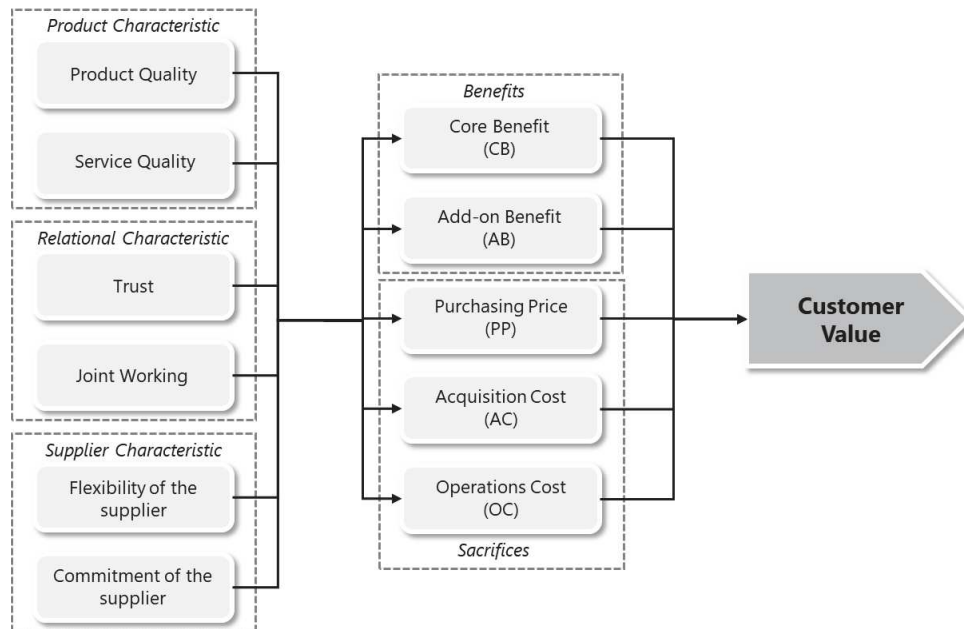 Product Characteristic
Product Quality
Service Quality
Relational Characteristic
Trust
Joint Working
Supplier Characteristic
Flexibility of the
supplier
Commitment of the
supplier
Benefits
Core Benefit
(CB)
Add-on Benefit
(AB)
Purchasing Price
(PP)
Acquisition Cost
(AC)
Operations Cost
(OC)
Sacrifices
Customer
Value